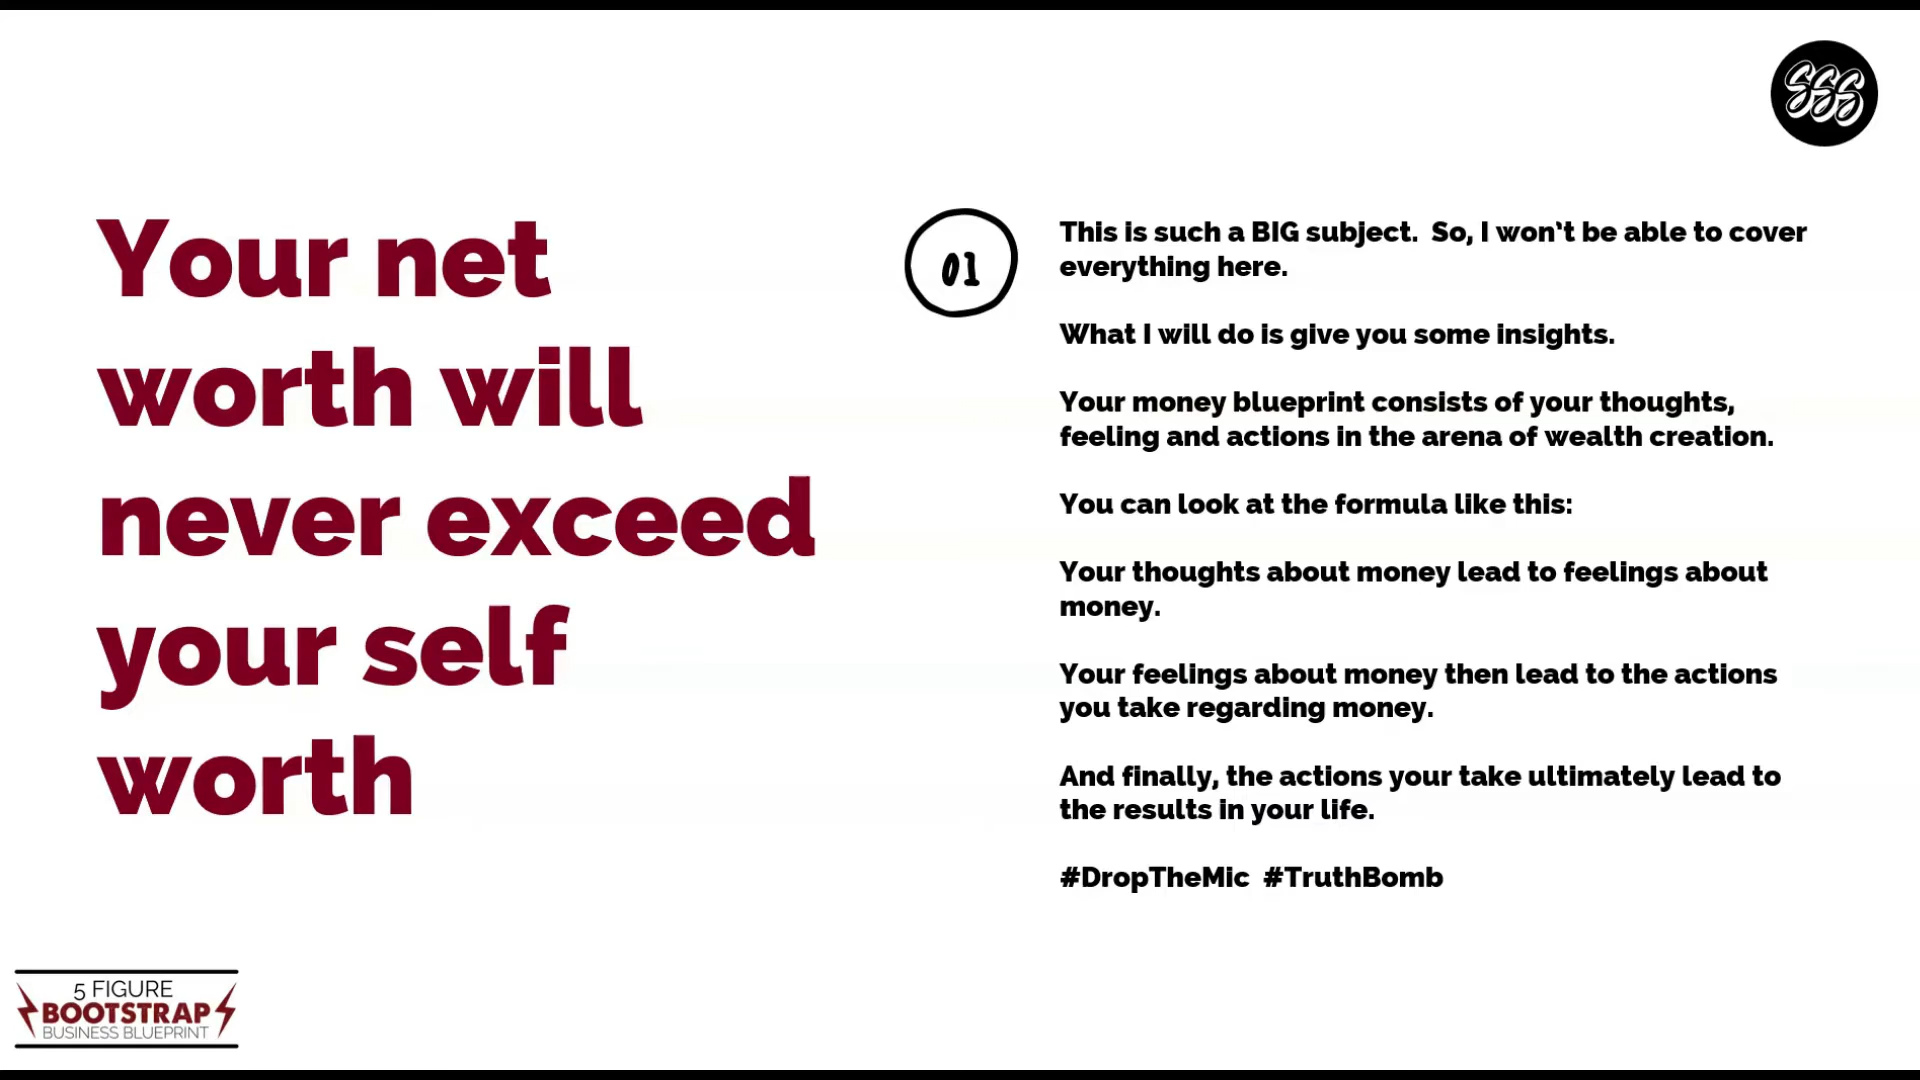 SSS
Your net
worth will
never exceed
your self
worth
01
This is such a BIG subject.  So, I won't be able to cover
everything here.
What I will do is give you some insights.
Your money blueprint consists of your thoughts,
feeling and actions in the arena of wealth creation.
You can look at the formula like this:
Your thoughts about money lead to feelings about
money.
Your feelings about money then lead to the actions
you take regarding money.
And finally, the actions your take ultimately lead to
the results in your life.
#DropTheMic  #TruthBomb
5 FIGURE
BOOTSTRAP
BUSINESS BLUEPRINT